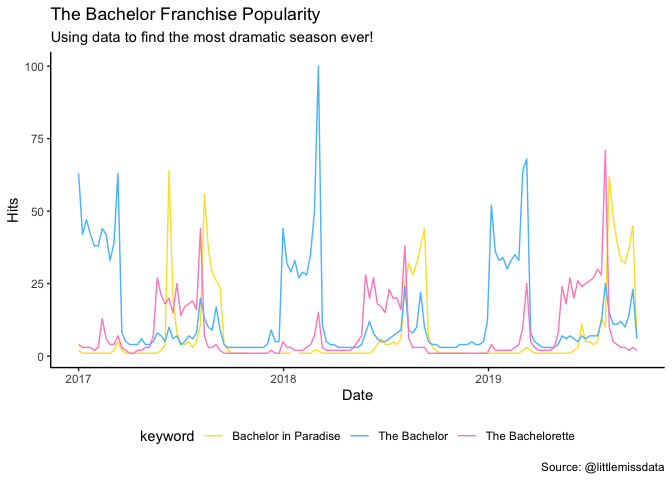 The Bachelor Franchise Popularity
Using data to find the most dramatic season ever!
100
75
50
25
0
Hits
2017
2018
2019
Date
keyword
Bachelor in Paradise
The Bachelor
The Bachelorette
Source: @littlemissdata